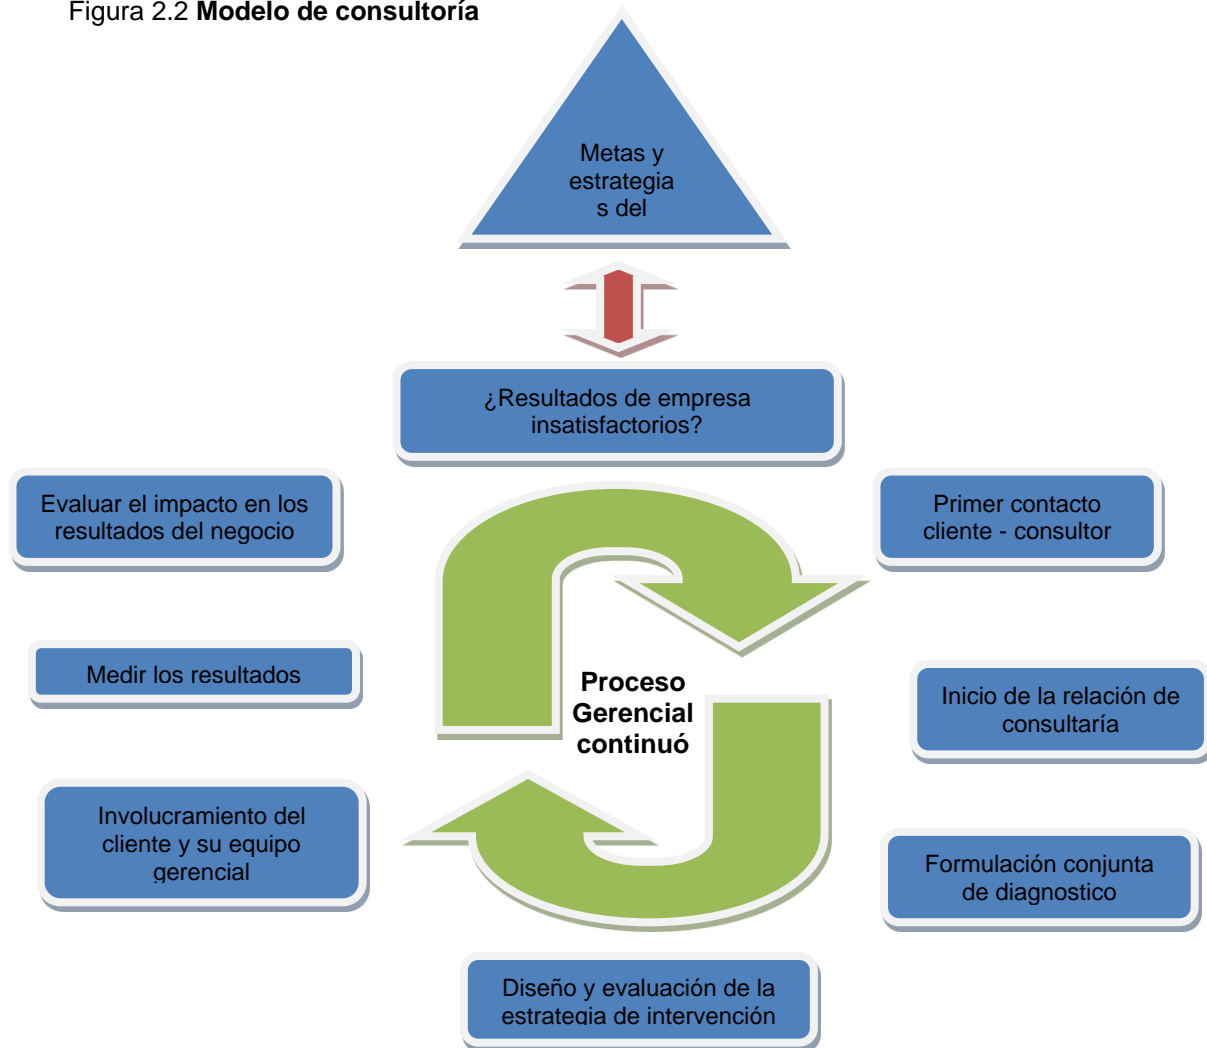 Figura 2.2 Modelo de consultoría
Metas y
estrategia
s del
¿Resultados de empresa
insatisfactorios?
Evaluar el impacto en los
resultados del negocio
Primer contacto
cliente - consultor
Medir los resultados
Proceso
Gerencial
continuó
Inicio de la relación de
consultaría
Involucramiento del
cliente y su equipo
gerencial
Formulación conjunta
de diagnostico
Diseño y evaluación de la
estrategia de intervención